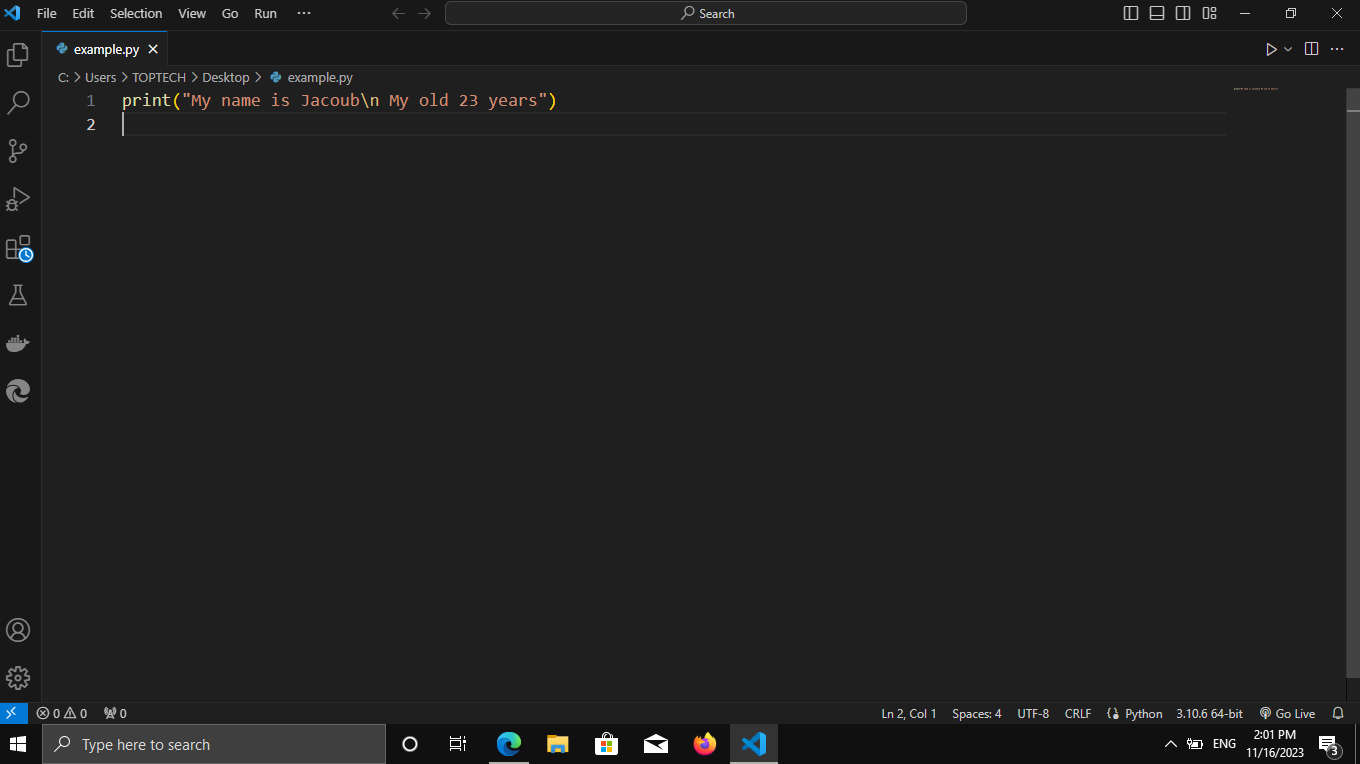 File Edit Selection View Go Run ··· Search
example.py
C: > Users > TOPTECH > Desktop > example.py
1 print("My name is Jacoub\n My old 23 years")
2
0 0 0 Ln 2, Col 1 Spaces: 4 UTF-8 CRLF Python 3.10.6 64-bit Go Live
Type here to search ENG 2:01 PM
11/16/2023 3